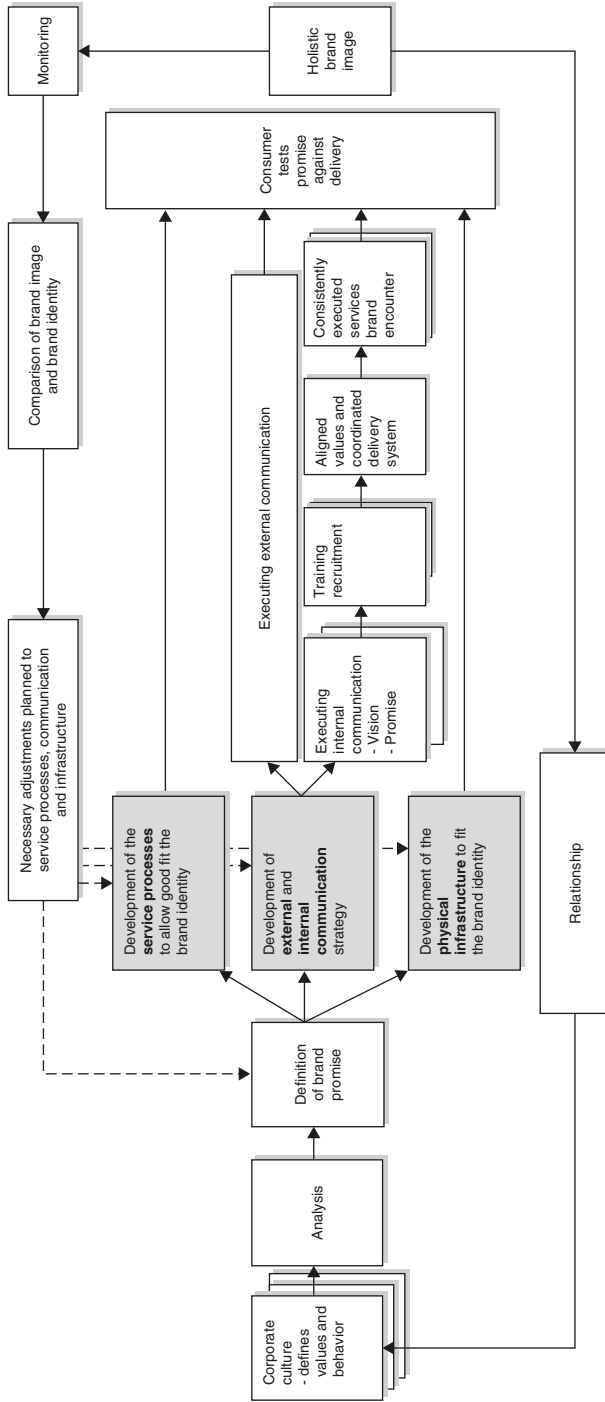 Monitoring
Comparison of brand image
and brand identity
Necessary adjustments planned to
service processes, communication
and infrastructure
Holistic
brand
image
Consumer
tests
promise
against
delivery
Corporate
culture
- defines
values and
behavior
Analysis
Definition
of brand
promise
Development of the
service processes
to allow good fit the
brand identity
Development of
external and
internal
communication
strategy
Development of the
physical
infrastructure to fit
the brand identity
Executing external communication
Executing
internal
communication
- Vision
- Promise
Training
recruitment
Aligned
values and
coordinated
delivery
system
Consistently
executed
services
brand
encounter
Relationship